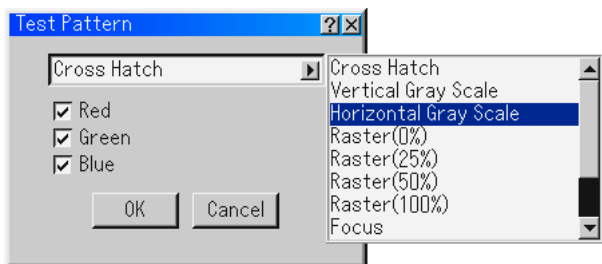 Test Pattern
Cross Hatch
Red
Green
Blue
OK Cancel
Cross Hatch
Vertical Gray Scale
Horizontal Gray Scale
Raster(0%)
Raster(25%)
Raster(50%)
Raster(100%)
Focus